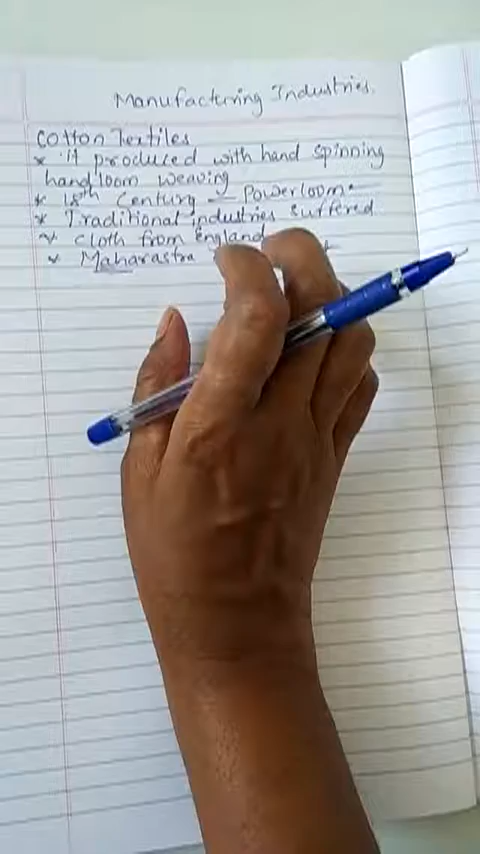 Manufacturing Industries.
Cotton Textiles
* It produced with hand spinning
handloom weaving
* 18th Century — Powerloom.
* Traditional industries suffered
* Cloth from England
* Maharastra